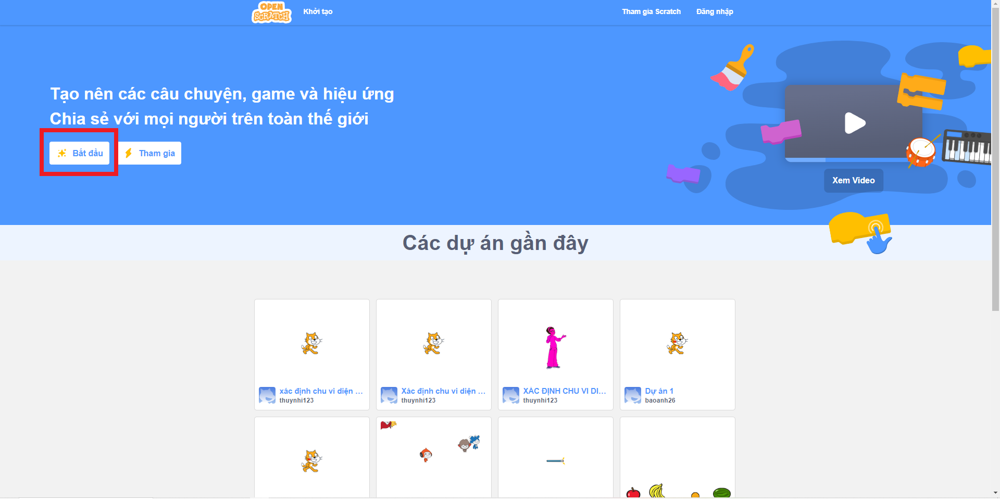 OPEN
SCRATCH
Khởi tạo
Tham gia Scratch
Đăng nhập
Tạo nên các câu chuyện, game và hiệu ứng
Chia sẻ với mọi người trên toàn thế giới
Bắt đầu
Tham gia
Xem Video
Các dự án gần đây
xác định chu vi diện ...
thuynhi123
Xác định chu vi diện ...
thuynhi123
XÁC ĐỊNH CHU VI DI...
thuynhi123
Dự án 1
baoanh26